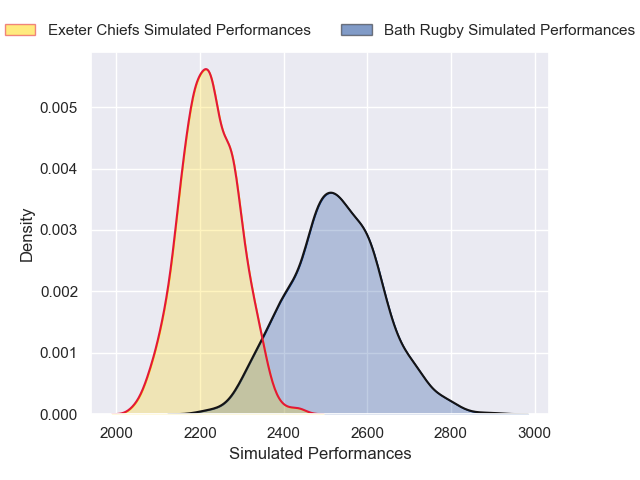 Exeter Chiefs Simulated Performances Bath Rugby Simulated Performances
0.005
0.004
0.003
0.002
0.001
0.000
Density
2000 2200 2400 2600 2800 3000
Simulated Performances